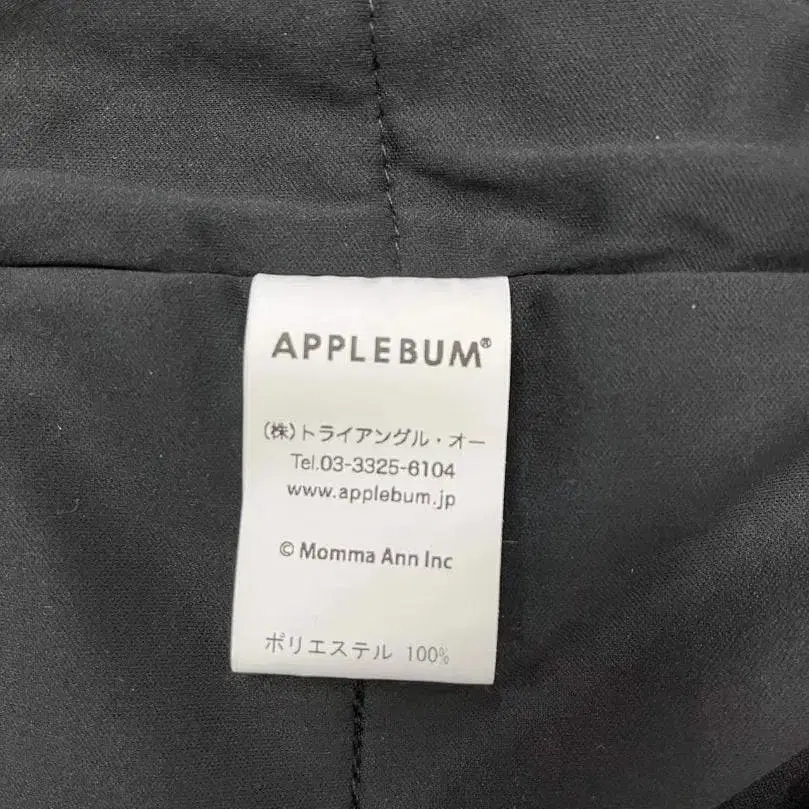 APPLEBUM®
(株)トライアングル・オー
Tel.03-3325-6104
www.applebum.jp
© Momma Ann Inc
ポリエステル 100%